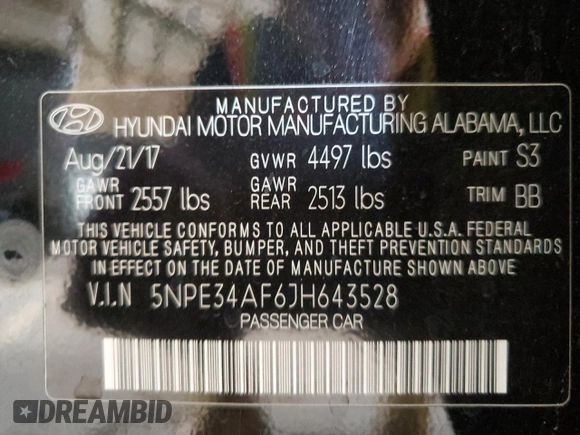 MANUFACTURED BY
HYUNDAI MOTOR MANUFACTURING ALABAMA, LLC
Aug/21/17 GVWR 4497 lbs PAINT S3
GAWR FRONT 2557 lbs GAWR REAR 2513 lbs TRIM BB
THIS VEHICLE CONFORMS TO ALL APPLICABLE U.S.A. FEDERAL
MOTOR VEHICLE SAFETY, BUMPER, AND THEFT PREVENTION STANDARDS
IN EFFECT ON THE DATE OF MANUFACTURE SHOWN ABOVE.
V.I.N 5NPE34AF6JH643528
PASSENGER CAR
DREAMBID